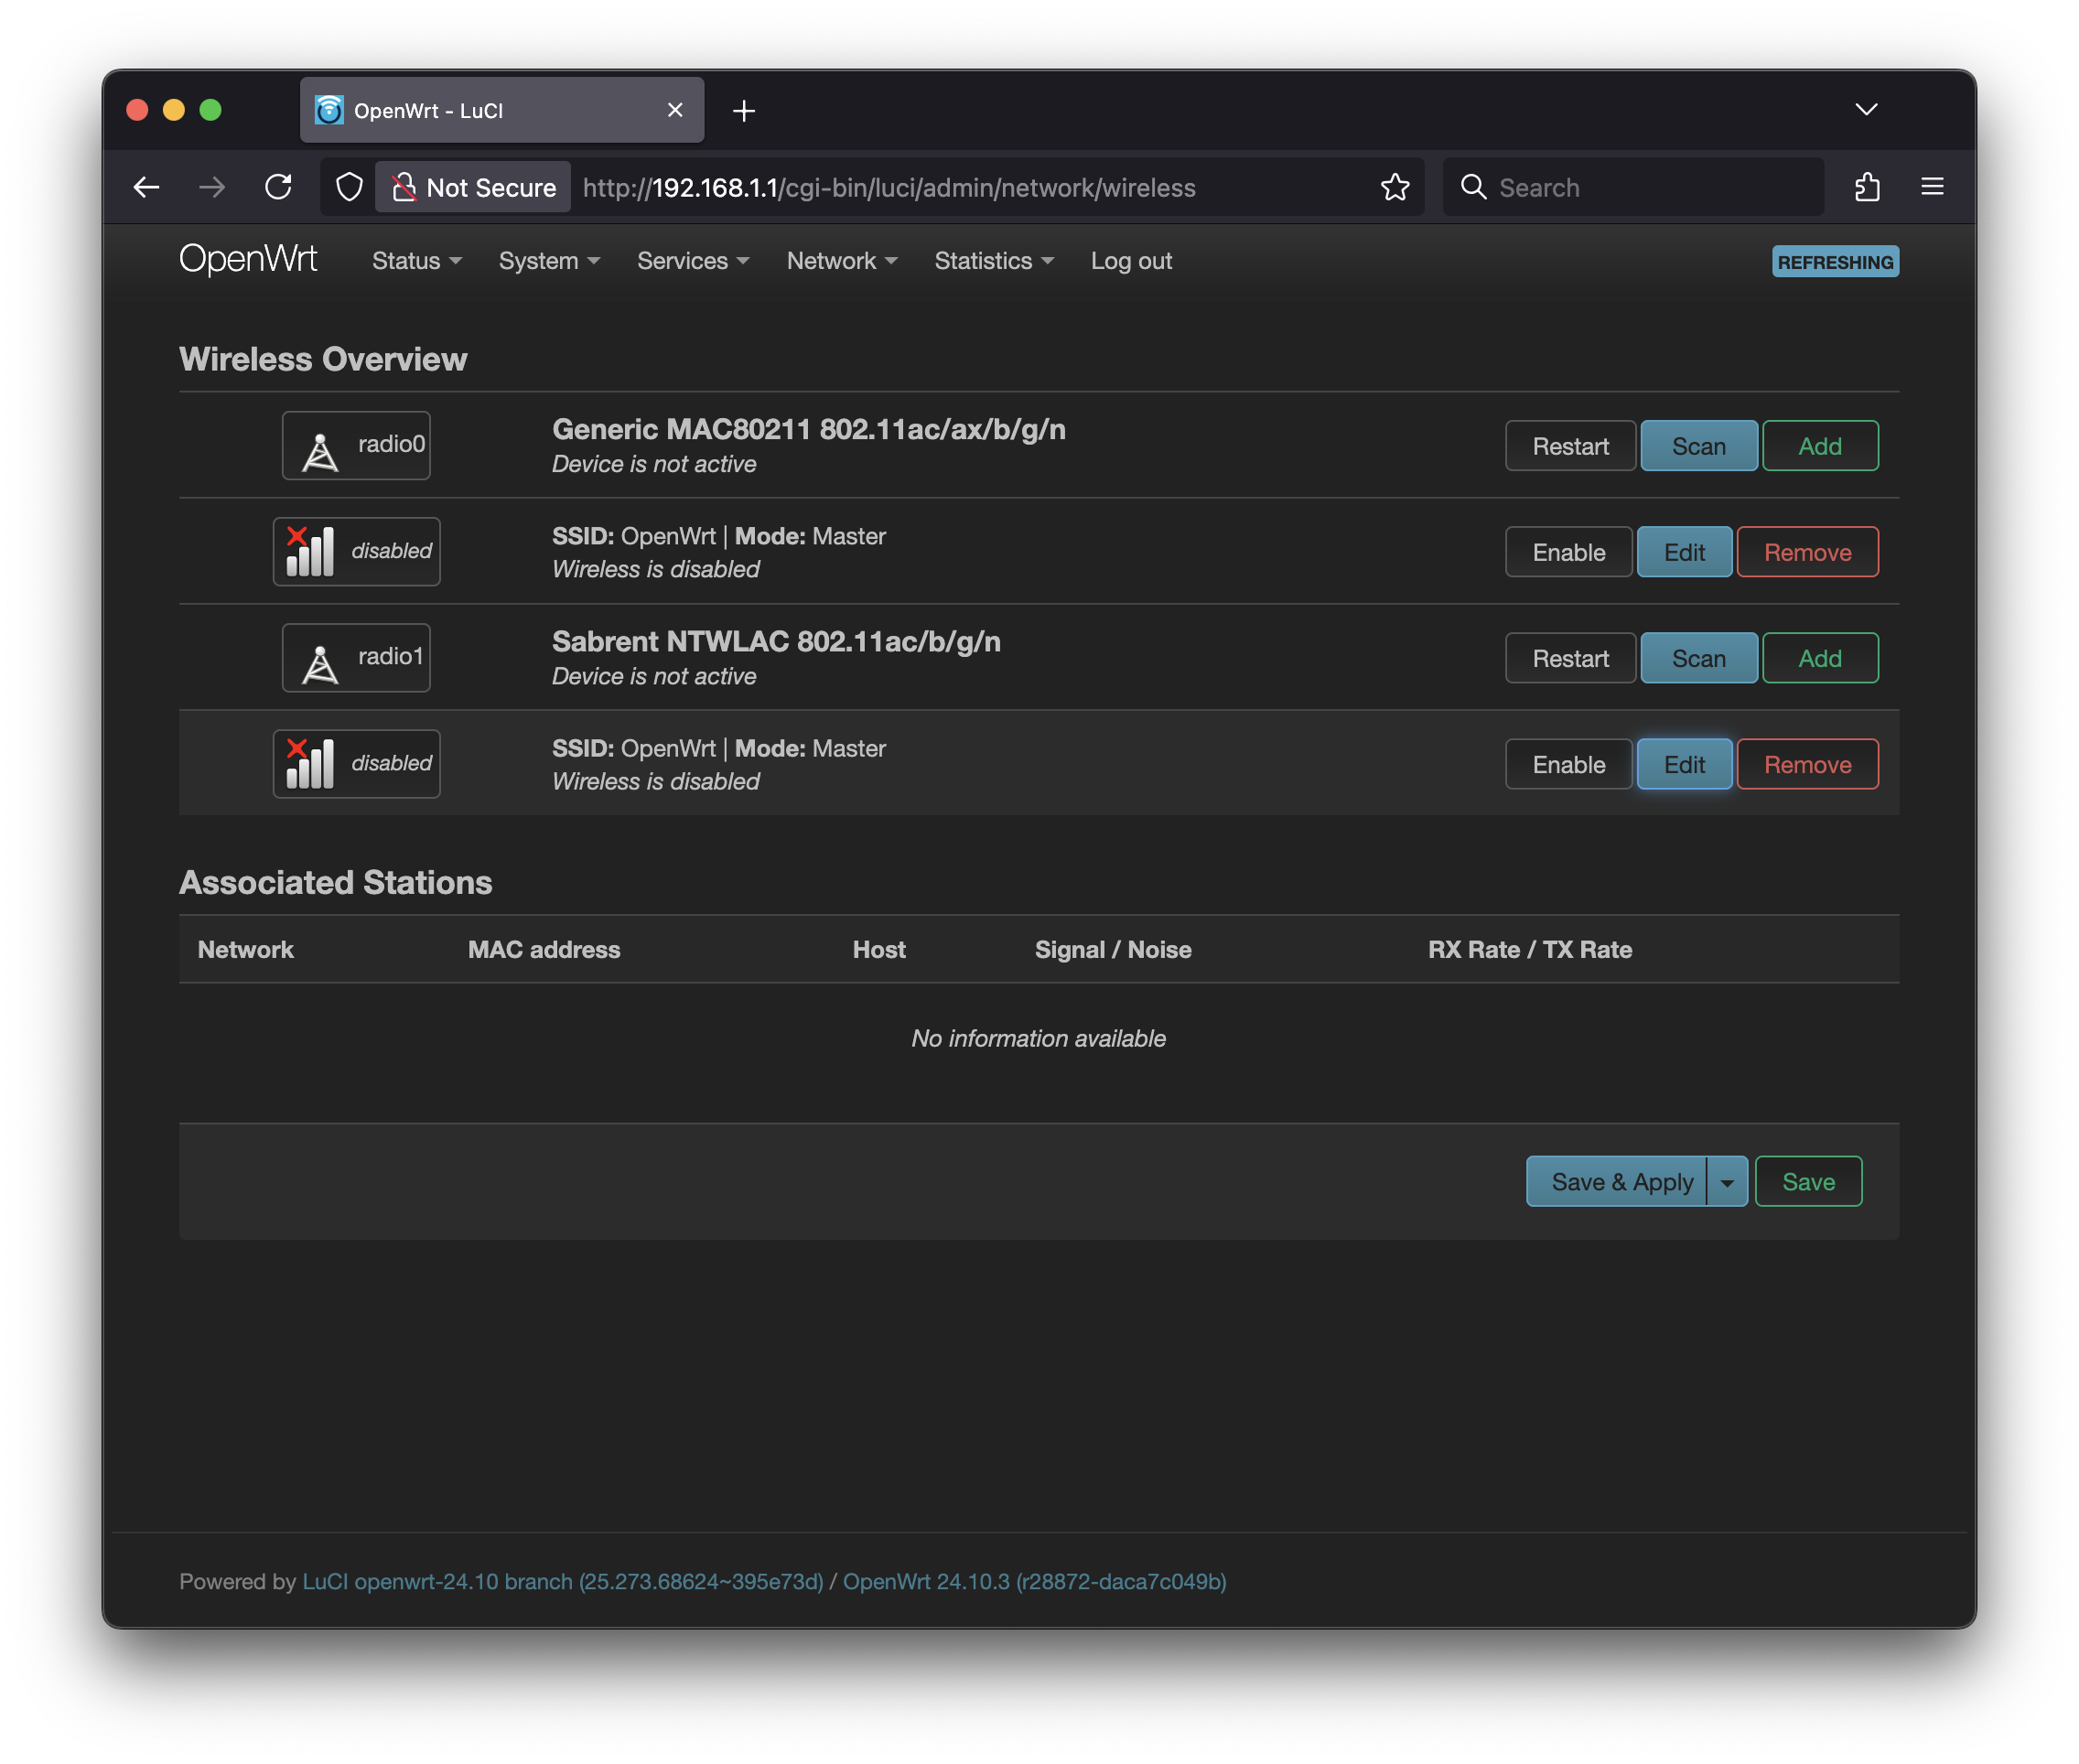 OpenWrt - LuCI
Not Secure http://192.168.1.1/cgi-bin/luci/admin/network/wireless Search
OpenWrt Status System Services Network Statistics Log out REFRESHING
Wireless Overview
radio0 Generic MAC80211 802.11ac/ax/b/g/n Restart Scan Add
Device is not active
disabled SSID: OpenWrt | Mode: Master Enable Edit Remove
Wireless is disabled
radio1 Sabrent NTWLAC 802.11ac/b/g/n Restart Scan Add
Device is not active
disabled SSID: OpenWrt | Mode: Master Enable Edit Remove
Wireless is disabled
Associated Stations
Network MAC address Host Signal / Noise RX Rate / TX Rate
No information available
Save & Apply Save
Powered by LuCI openwrt-24.10 branch (25.273.68624~395e73d) / OpenWrt 24.10.3 (r28872-daca7c049b)